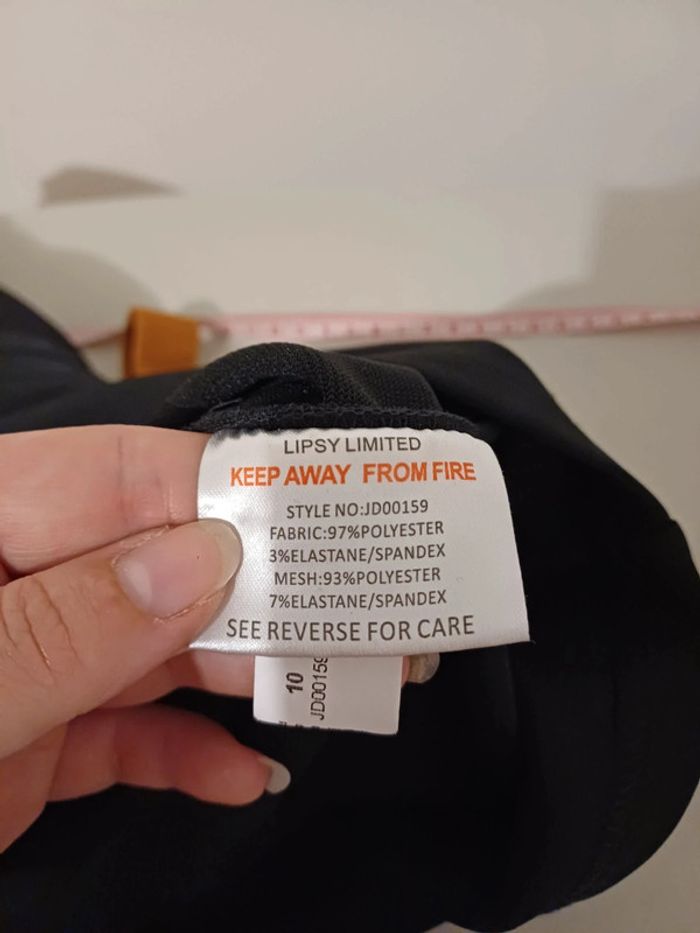 LIPSY LIMITED
KEEP AWAY FROM FIRE
STYLE NO:JD00159
FABRIC:97%POLYESTER
3%ELASTANE/SPANDEX
MESH:93%POLYESTER
7%ELASTANE/SPANDEX
SEE REVERSE FOR CARE
10
JD00159